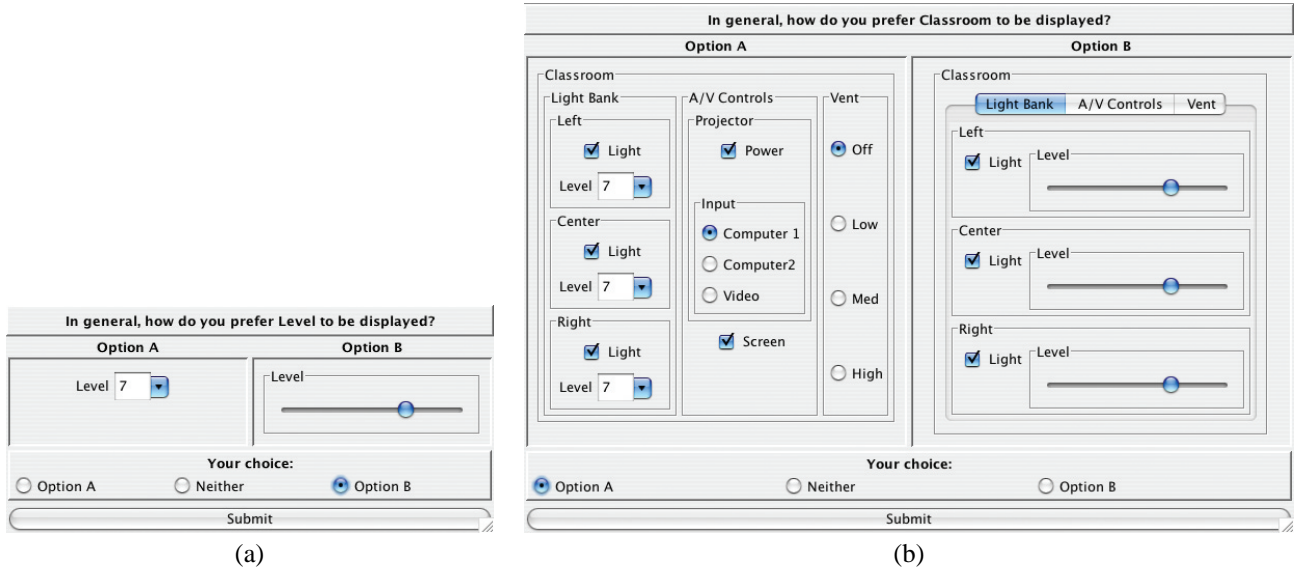 In general, how do you prefer Level to be displayed?
Option A
Option B
Level 7
Level
Your choice:
Option A
Neither
Option B
Submit
(a)
In general, how do you prefer Classroom to be displayed?
Option A
Option B
Classroom
Light Bank
Left
Light
Level 7
Center
Light
Level 7
Right
Light
Level 7
A/V Controls
Projector
Power
Input
Computer 1
Computer2
Video
Screen
Vent
Off
Low
Med
High
Classroom
Light Bank A/V Controls Vent
Left
Light
Level
Center
Light
Level
Right
Light
Level
Your choice:
Option A
Neither
Option B
Submit
(b)